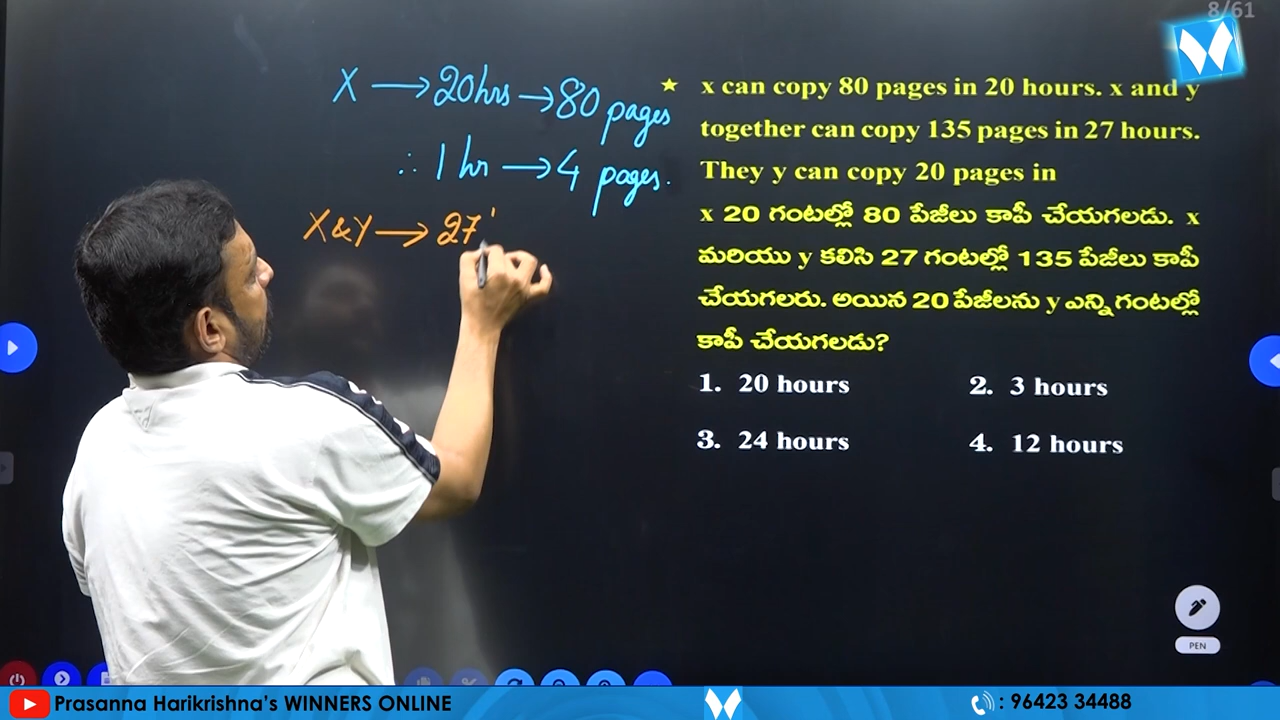 8/61
X → 20hrs → 80 pages
∴ 1 hr → 4 pages.
X & Y → 27
★ x can copy 80 pages in 20 hours. x and y
together can copy 135 pages in 27 hours.
They y can copy 20 pages in
x 20 గంటల్లో 80 పేజీలు కాపీ చేయగలడు. x
మరియు y కలిసి 27 గంటల్లో 135 పేజీలు కాపీ
చేయగలరు. అయిన 20 పేజీలను y ఎన్ని గంటల్లో
కాపీ చేయగలడు?
1. 20 hours
2. 3 hours
3. 24 hours
4. 12 hours
PEN
Prasanna Harikrishna's WINNERS ONLINE
: 96423 34488